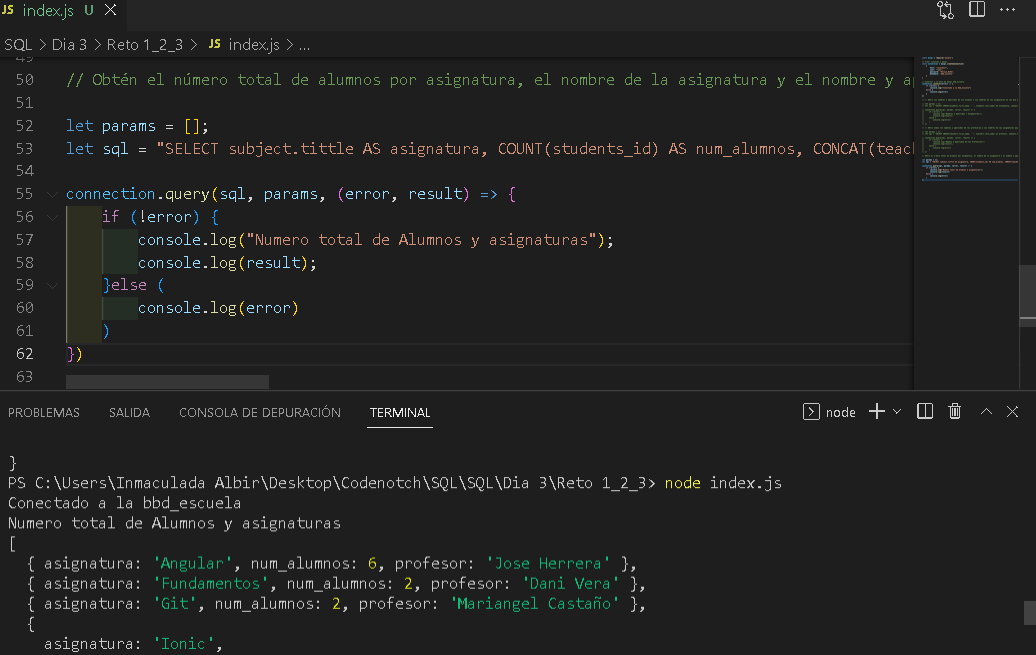 JS index.js U
SQL > Dia 3 > Reto 1_2_3 > JS index.js > ...
49
50 // Obtén el número total de alumnos por asignatura, el nombre de la asignatura y el nombre y a
51
52 let params = [];
53 let sql = "SELECT subject.tittle AS asignatura, COUNT(students_id) AS num_alumnos, CONCAT(teac
54
55 connection.query(sql, params, (error, result) => {
56 if (!error) {
57 console.log("Numero total de Alumnos y asignaturas");
58 console.log(result);
59 }else (
60 console.log(error)
61 )
62 })
63
PROBLEMAS SALIDA CONSOLA DE DEPURACIÓN TERMINAL node
}
PS C:\Users\Inmaculada Albir\Desktop\Codenotch\SQL\SQL\Dia 3\Reto 1_2_3> node index.js
Conectado a la bbd_escuela
Numero total de Alumnos y asignaturas
[
{ asignatura: 'Angular', num_alumnos: 6, profesor: 'Jose Herrera' },
{ asignatura: 'Fundamentos', num_alumnos: 2, profesor: 'Dani Vera' },
{ asignatura: 'Git', num_alumnos: 2, profesor: 'Mariangel Castaño' },
{
asignatura: 'Ionic',